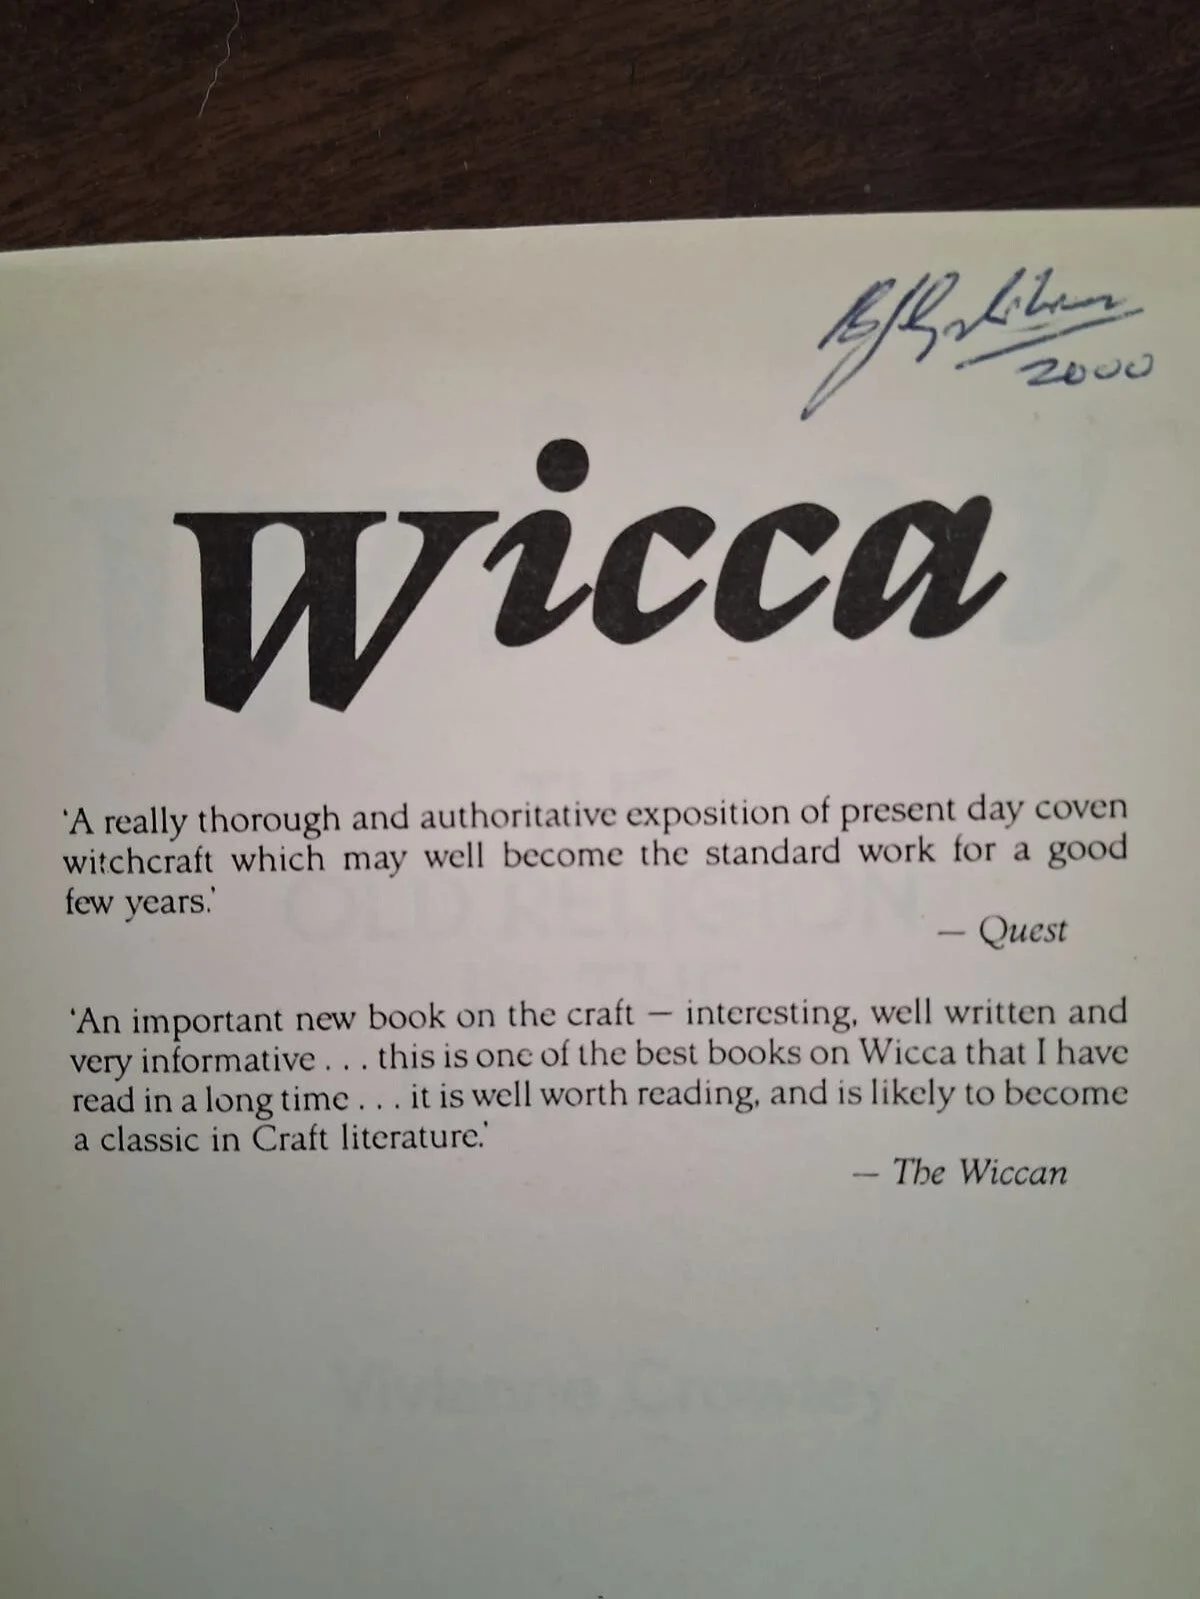 2000
Wicca
'A really thorough and authoritative exposition of present day coven
witchcraft which may well become the standard work for a good
few years.'
— Quest
'An important new book on the craft — interesting, well written and
very informative . . . this is one of the best books on Wicca that I have
read in a long time . . . it is well worth reading, and is likely to become
a classic in Craft literature.'
— The Wiccan
Vivianne Crowley